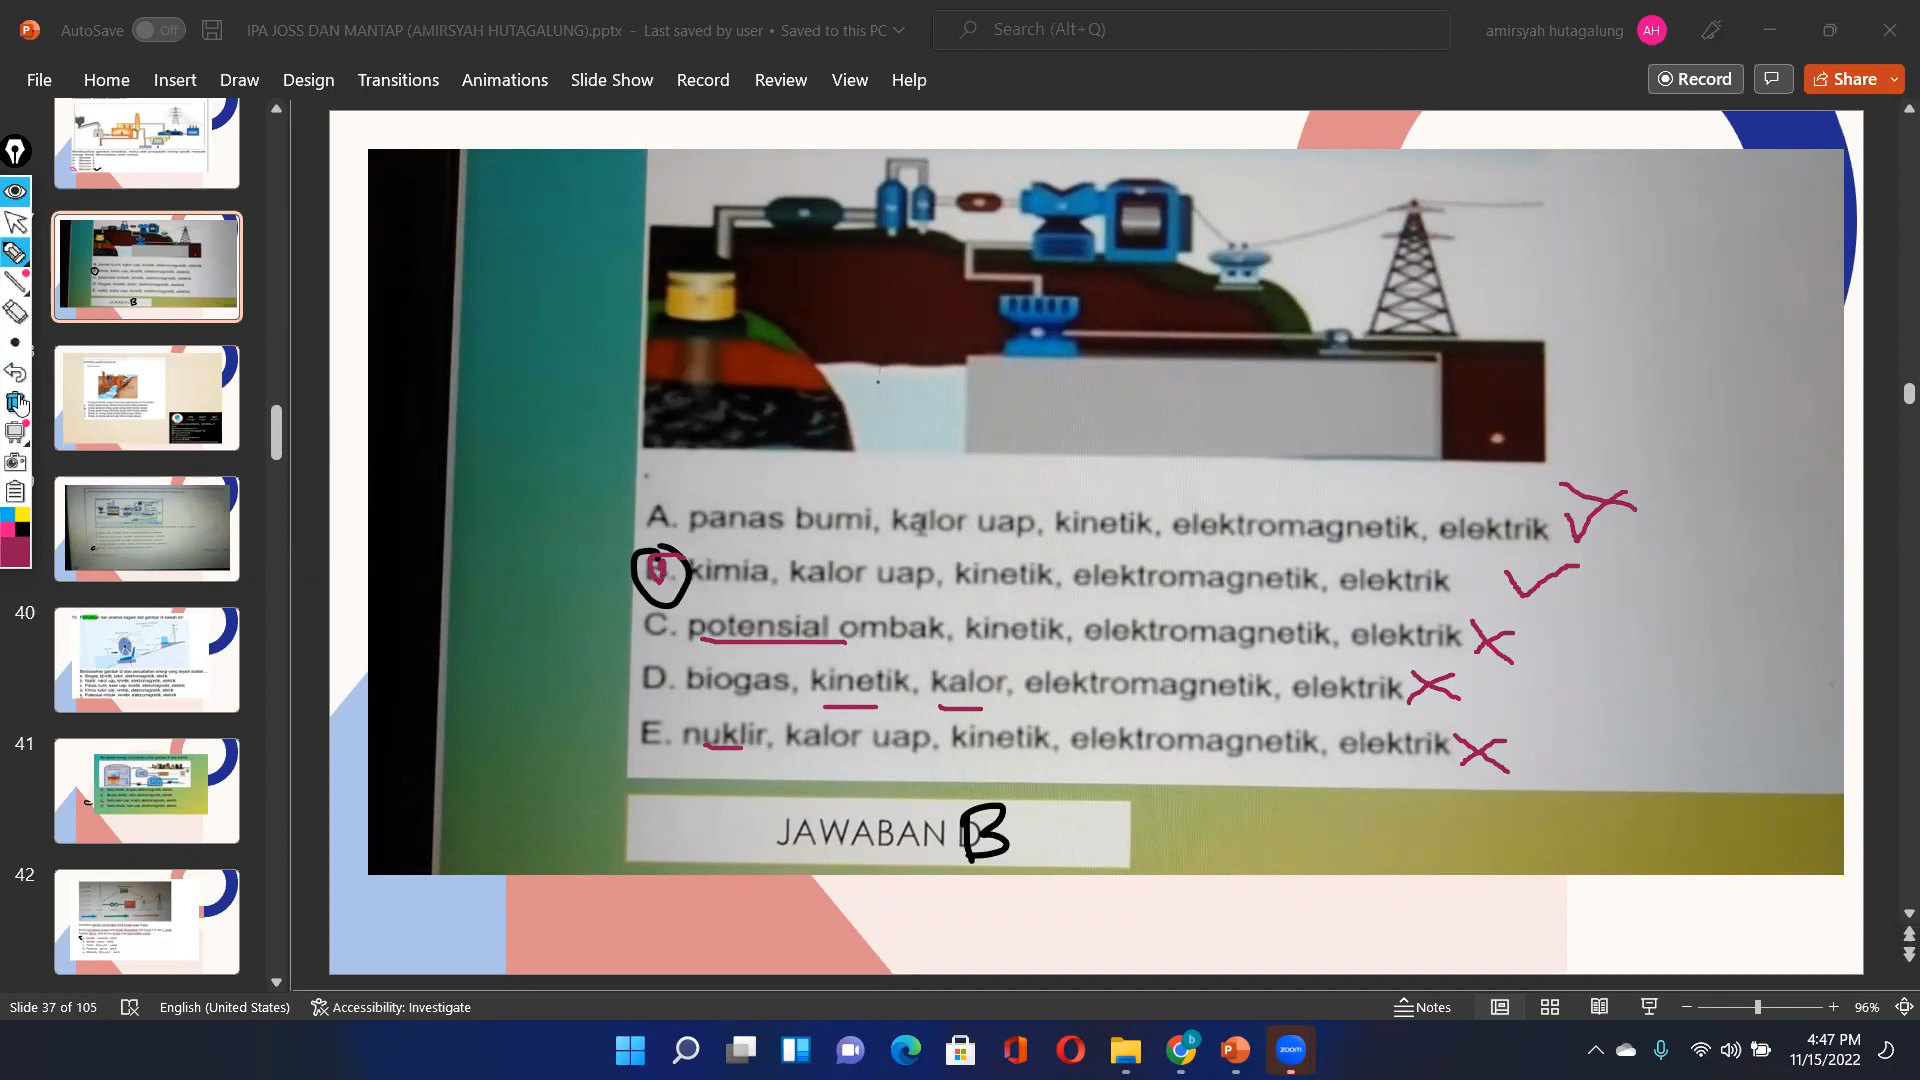 AutoSave Off IPA JOSS DAN MANTAP (AMIRSYAH HUTAGALUNG).pptx - Last saved by user • Saved to this PC Search (Alt+Q) amirsyah hutagalung AH
File Home Insert Draw Design Transitions Animations Slide Show Record Review View Help Record Share
A. panas bumi, kalor uap, kinetik, elektromagnetik, elektrik
kimia, kalor uap, kinetik, elektromagnetik, elektrik
C. potensial ombak, kinetik, elektromagnetik, elektrik
D. biogas, kinetik, kalor, elektromagnetik, elektrik
E. nuklir, kalor uap, kinetik, elektromagnetik, elektrik
JAWABAN B
40
41
42
Slide 37 of 105 English (United States) Accessibility: Investigate Notes 96%
zoom
4:47 PM
11/15/2022